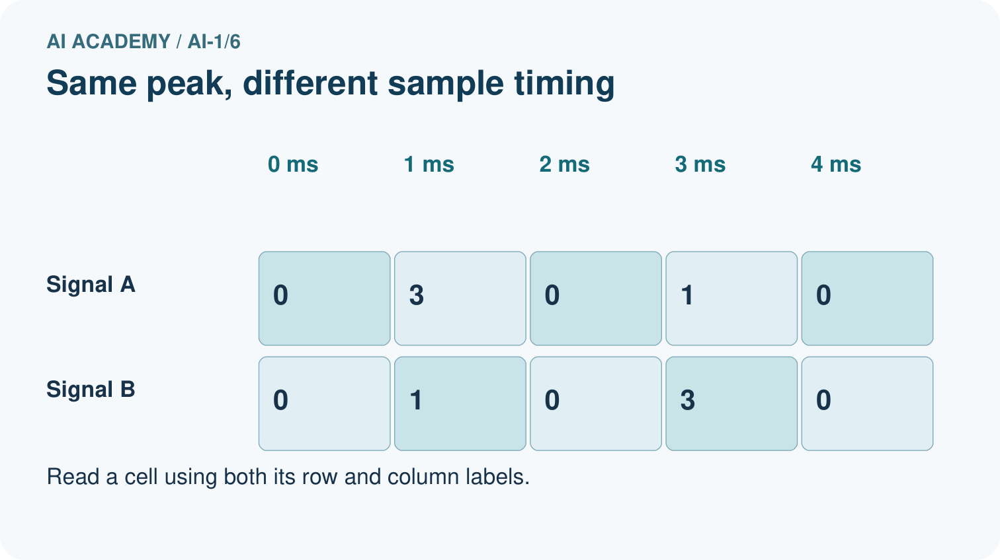 AI ACADEMY / AI-1/6
Same peak, different sample timing
0 ms 1 ms 2 ms 3 ms 4 ms
Signal A 0 3 0 1 0
Signal B 0 1 0 3 0
Read a cell using both its row and column labels.